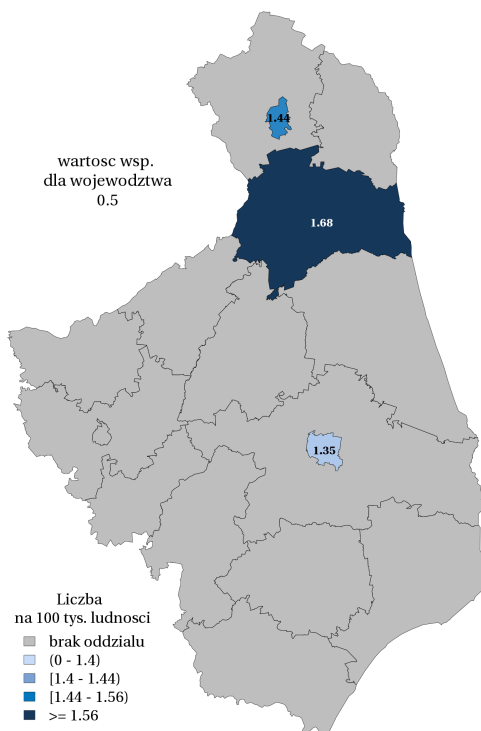 1.44
wartosc wsp.
dla wojewodztwa
0.5
1.68
1.35
Liczba
na 100 tys. ludnosci
brak oddzialu
(0 - 1.4)
[1.4 - 1.44)
[1.44 - 1.56)
>= 1.56